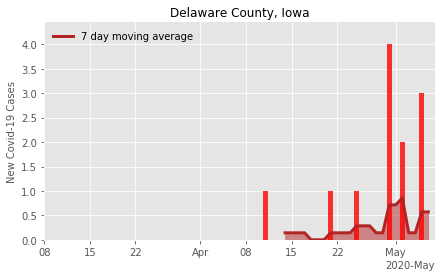 Delaware County, Iowa
7 day moving average
New Covid-19 Cases
4.0
3.5
3.0
2.5
2.0
1.5
1.0
0.5
0.0
08 15 22 Apr 08 15 22 May
2020-May